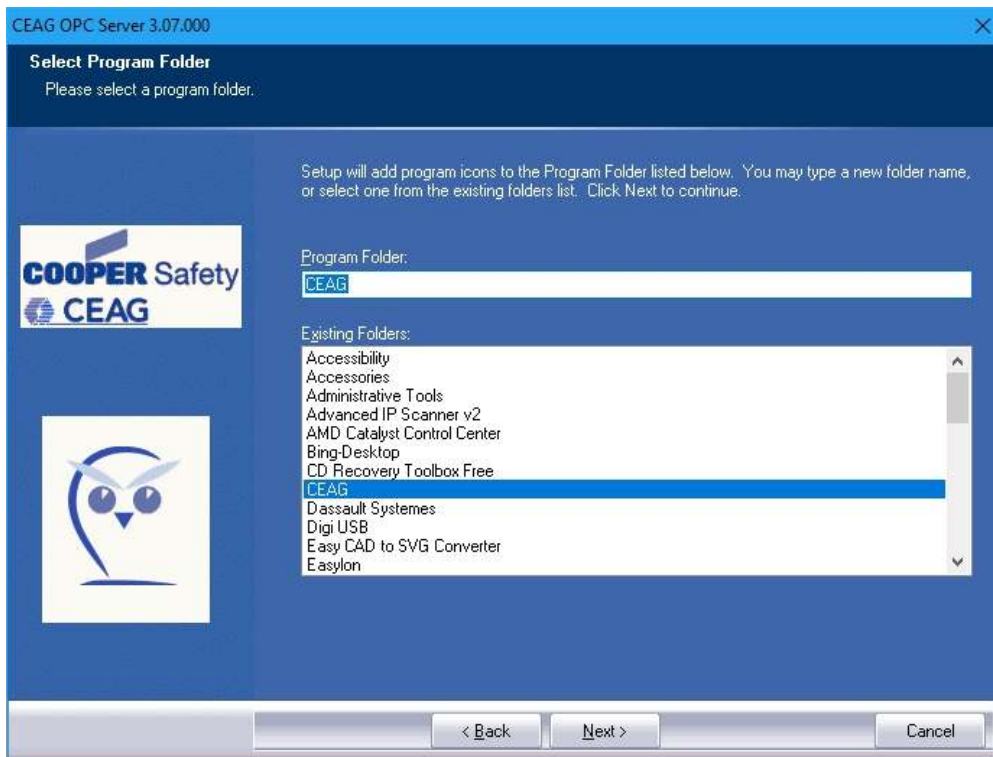 CEAG OPC Server 3.07.000
Select Program Folder
Please select a program folder.
Setup will add program icons to the Program Folder listed below. You may type a new folder name,
or select one from the existing folders list. Click Next to continue.
COOPER Safety
CEAG
Program Folder:
CEAG
Existing Folders:
Accessibility
Accessories
Administrative Tools
Advanced IP Scanner v2
AMD Catalyst Control Center
Bing-Desktop
CD Recovery Toolbox Free
CEAG
Dassault Systemes
Digi USB
Easy CAD to SVG Converter
Easylon
< Back
Next >
Cancel